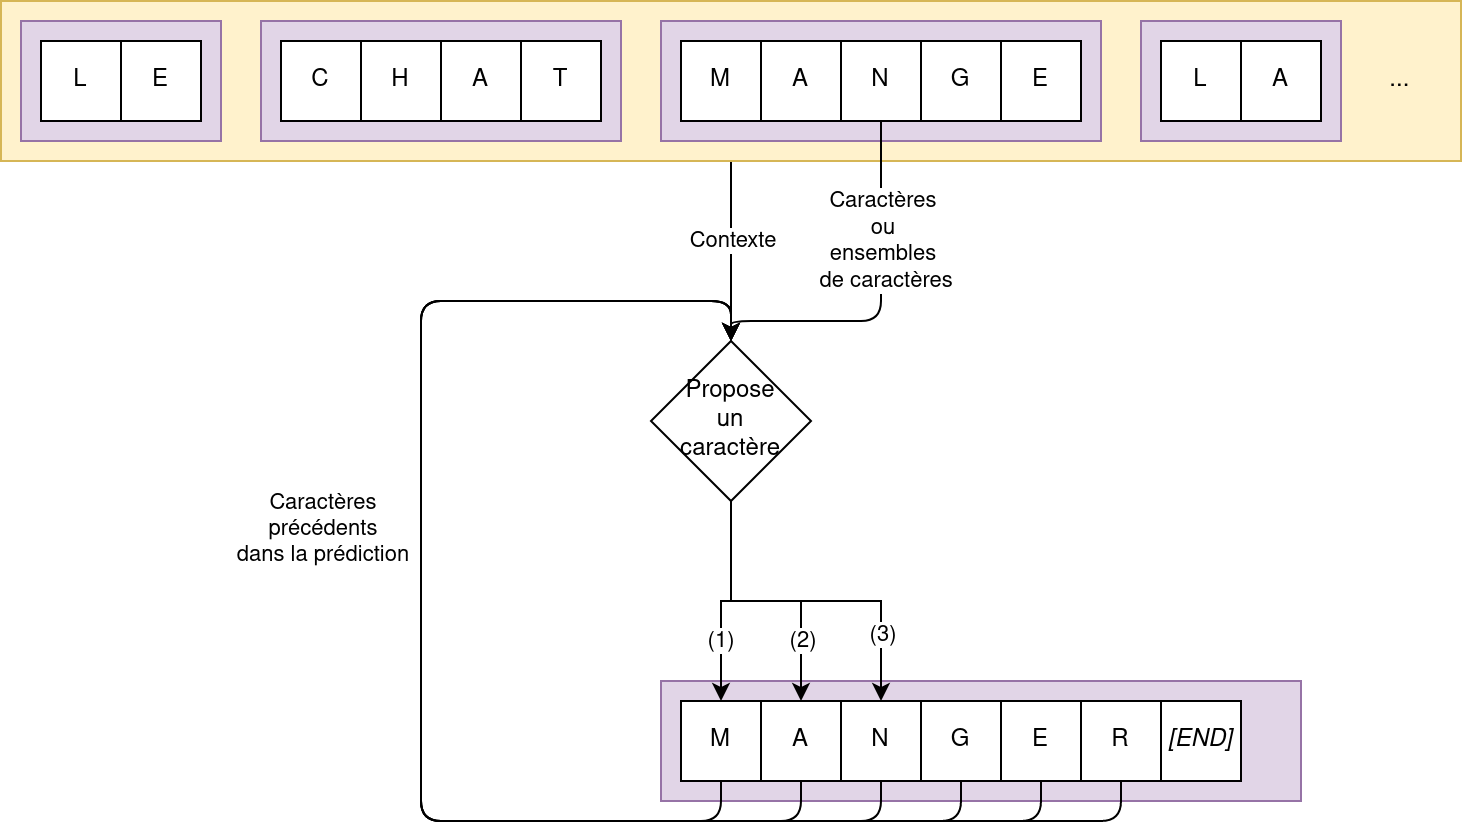 L E C H A T M A N G E L A ...
Contexte
Caractères
ou
ensembles
de caractères
Propose
un
caractère
Caractères
précédents
dans la prédiction
(1) (2) (3)
M A N G E R [END]